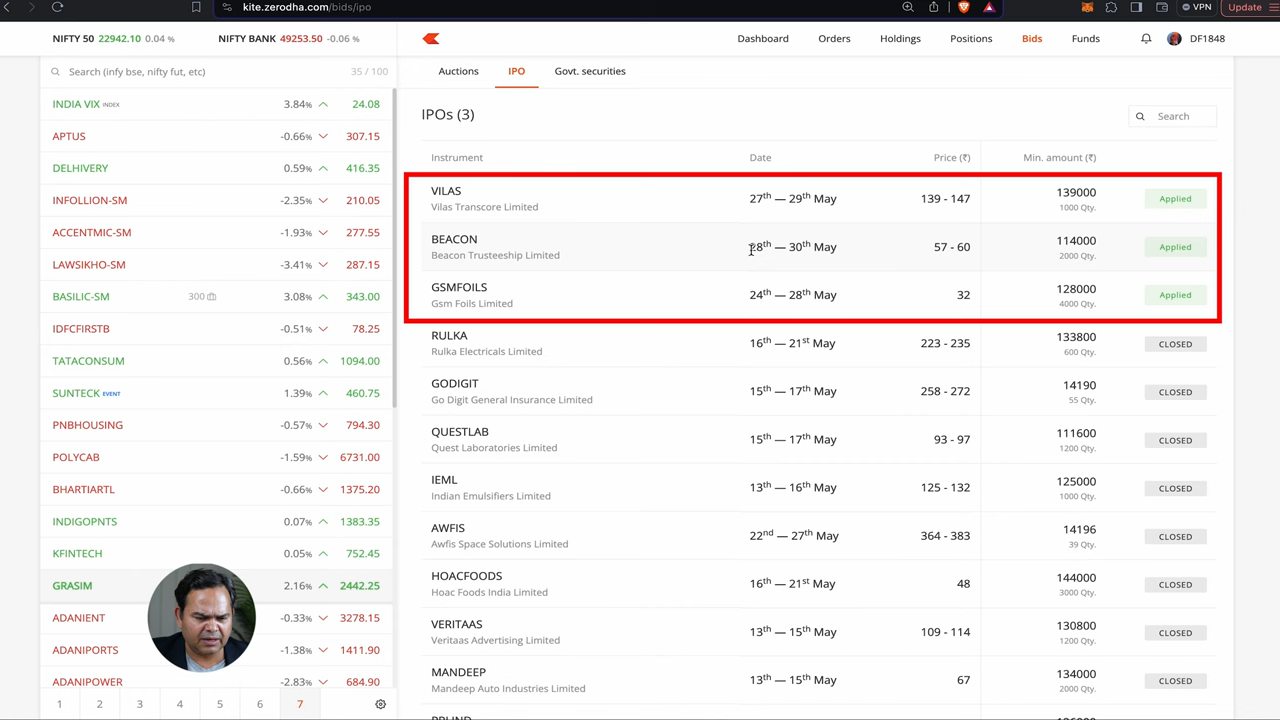 kite.zerodha.com/bids/ipo
VPN
Update
NIFTY 50 22942.10 0.04 %
NIFTY BANK 49253.50 -0.06 %
Dashboard Orders Holdings Positions Bids Funds DF1848
Search (infy bse, nifty fut, etc) 35 / 100
INDIA VIX INDEX 3.84% 24.08
APTUS -0.66% 307.15
DELHIVERY 0.59% 416.35
INFOLLION-SM -2.35% 210.05
ACCENTMIC-SM -1.93% 277.55
LAWSIKHO-SM -3.41% 287.15
BASILIC-SM 300 3.08% 343.00
IDFCFIRSTB -0.51% 78.25
TATACONSUM 0.56% 1094.00
SUNTECK EVENT 1.39% 460.75
PNBHOUSING -0.57% 794.30
POLYCAB -1.59% 6731.00
BHARTIARTL -0.66% 1375.20
INDIGOPNTS 0.07% 1383.35
KFINTECH 0.05% 752.45
GRASIM 2.16% 2442.25
ADANIENT -0.33% 3278.15
ADANIPORTS -1.38% 1411.90
ADANIPOWER -2.83% 684.90
1 2 3 4 5 6 7
Auctions IPO Govt. securities
IPOs (3)
Search
Instrument Date Price (₹) Min. amount (₹)
VILAS 27th — 29th May 139 - 147 139000 Applied
Vilas Transcore Limited 1000 Qty.
BEACON 28th — 30th May 57 - 60 114000 Applied
Beacon Trusteeship Limited 2000 Qty.
GSMFOILS 24th — 28th May 32 128000 Applied
Gsm Foils Limited 4000 Qty.
RULKA 16th — 21st May 223 - 235 133800 CLOSED
Rulka Electricals Limited 600 Qty.
GODIGIT 15th — 17th May 258 - 272 14190 CLOSED
Go Digit General Insurance Limited 55 Qty.
QUESTLAB 15th — 17th May 93 - 97 111600 CLOSED
Quest Laboratories Limited 1200 Qty.
IEML 13th — 16th May 125 - 132 125000 CLOSED
Indian Emulsifiers Limited 1000 Qty.
AWFIS 22nd — 27th May 364 - 383 14196 CLOSED
Awfis Space Solutions Limited 39 Qty.
HOACFOODS 16th — 21st May 48 144000 CLOSED
Hoac Foods India Limited 3000 Qty.
VERITAAS 13th — 15th May 109 - 114 130800 CLOSED
Veritaas Advertising Limited 1200 Qty.
MANDEEP 13th — 15th May 67 134000 CLOSED
Mandeep Auto Industries Limited 2000 Qty.